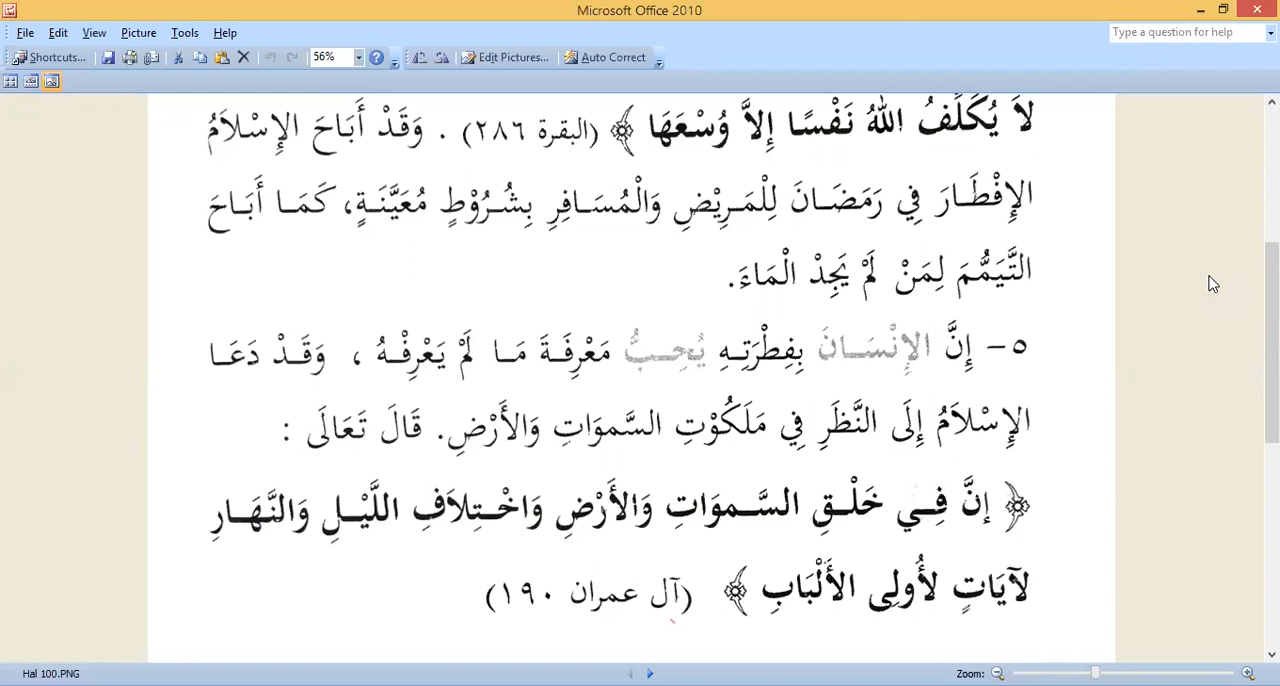 Microsoft Office 2010
File Edit View Picture Tools Help
Type a question for help
Shortcuts... 56% Edit Pictures... Auto Correct
لاَ يُكَلِّفُ اللهُ نَفْسًا إِلاَّ وُسْعَهَا ﴾ (البقرة ٢٨٦) . وَقَدْ أَبَاحَ الإِسْلاَمُ
الإِفْطَارَ فِي رَمَضَانَ لِلْمَرِيْضِ وَالْمُسَافِرِ بِشُرُوْطٍ مُعَيَّنَةٍ، كَمَا أَبَاحَ
التَّيَمُّمَ لِمَنْ لَمْ يَجِدْ الْمَاءَ.
٥- إِنَّ الإِنْسَانَ بِفِطْرَتِهِ يُحِبُّ مَعْرِفَةَ مَا لَمْ يَعْرِفْهُ ، وَقَدْ دَعَا
الإِسْلاَمُ إِلَى النَّظَرِ فِي مَلَكُوْتِ السَّموَاتِ وَالأَرْضِ. قَالَ تَعَالَى :
﴿ إنَّ فِي خَلْقِ السَّموَاتِ وَالأَرْضِ وَاخْتِلاَفِ اللَّيْلِ وَالنَّهَارِ
لآيَاتٍ لأُولِى الأَلْبَابِ ﴾ (آل عمران ١٩٠)
Hal 100.PNG
Zoom: